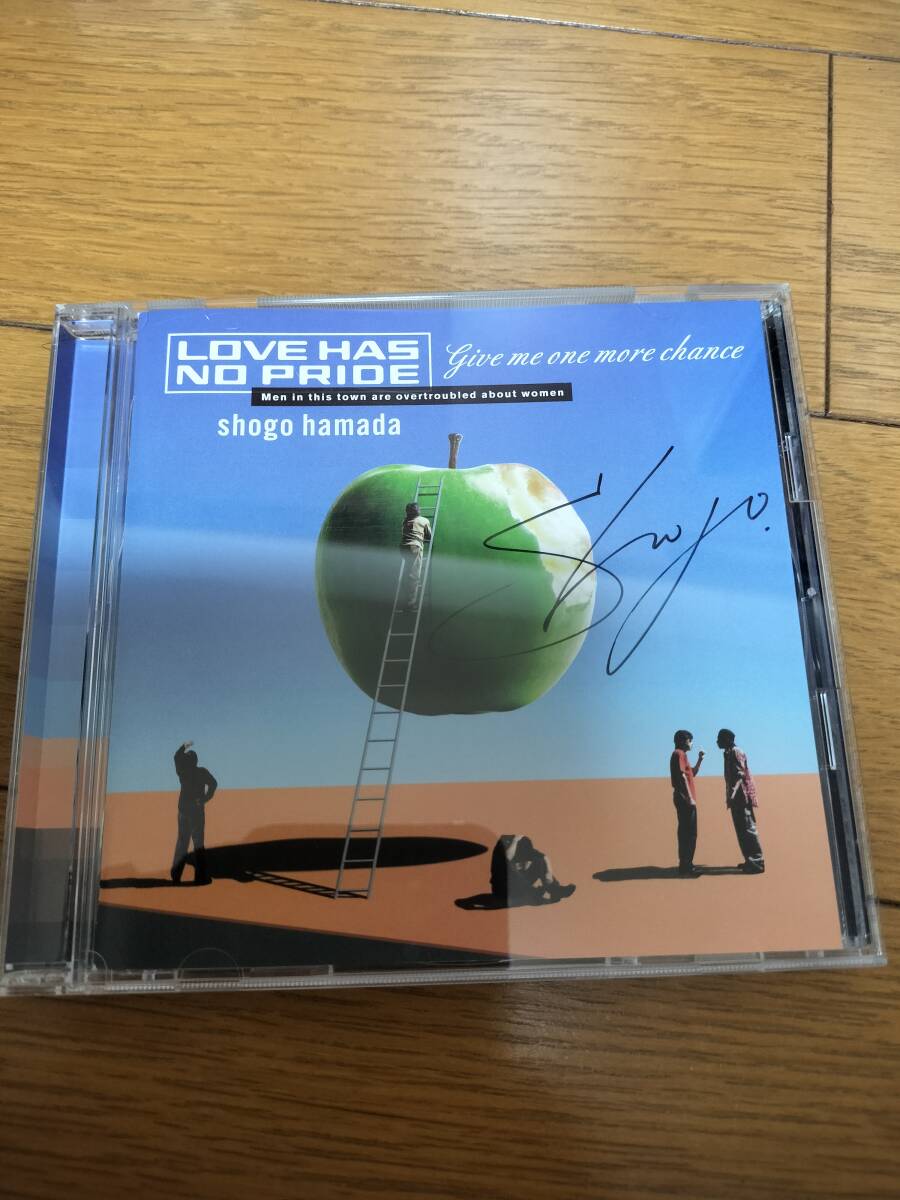 LOVE HAS
NO PRIDE
Give me one more chance
Men in this town are overtroubled about women
shogo hamada
Shogo.